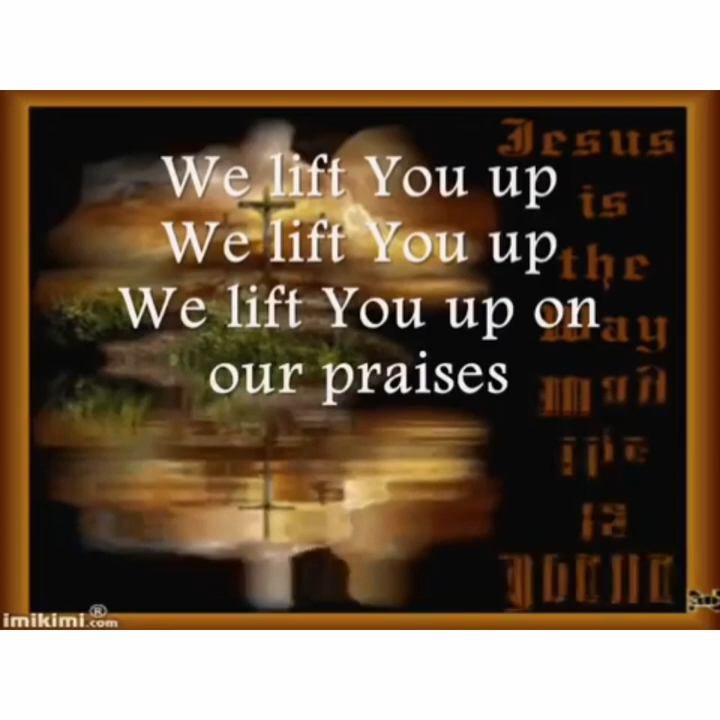 We lift You up
We lift You up
We lift You up on
our praises
Jesus
is
the
Way
imikimi®.com